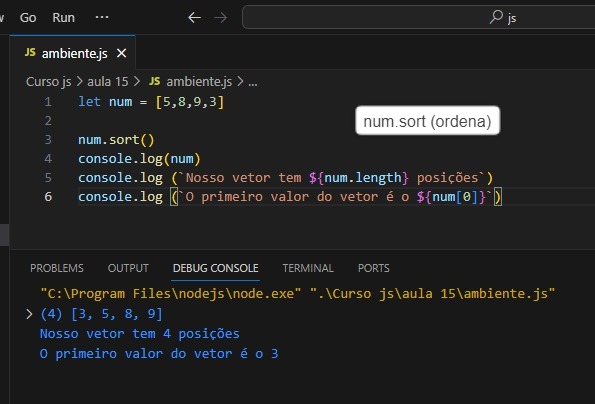 Go Run ... ← → js
JS ambiente.js ×
Curso js > aula 15 > JS ambiente.js > ...
1 let num = [5,8,9,3]
num.sort (ordena)
2
3 num.sort()
4 console.log(num)
5 console.log (`Nosso vetor tem ${num.length} posições`)
6 console.log (`O primeiro valor do vetor é o ${num[0]}`)
PROBLEMS OUTPUT DEBUG CONSOLE TERMINAL PORTS
"C:\Program Files\nodejs\node.exe" ".\Curso js\aula 15\ambiente.js"
> (4) [3, 5, 8, 9]
Nosso vetor tem 4 posições
O primeiro valor do vetor é o 3